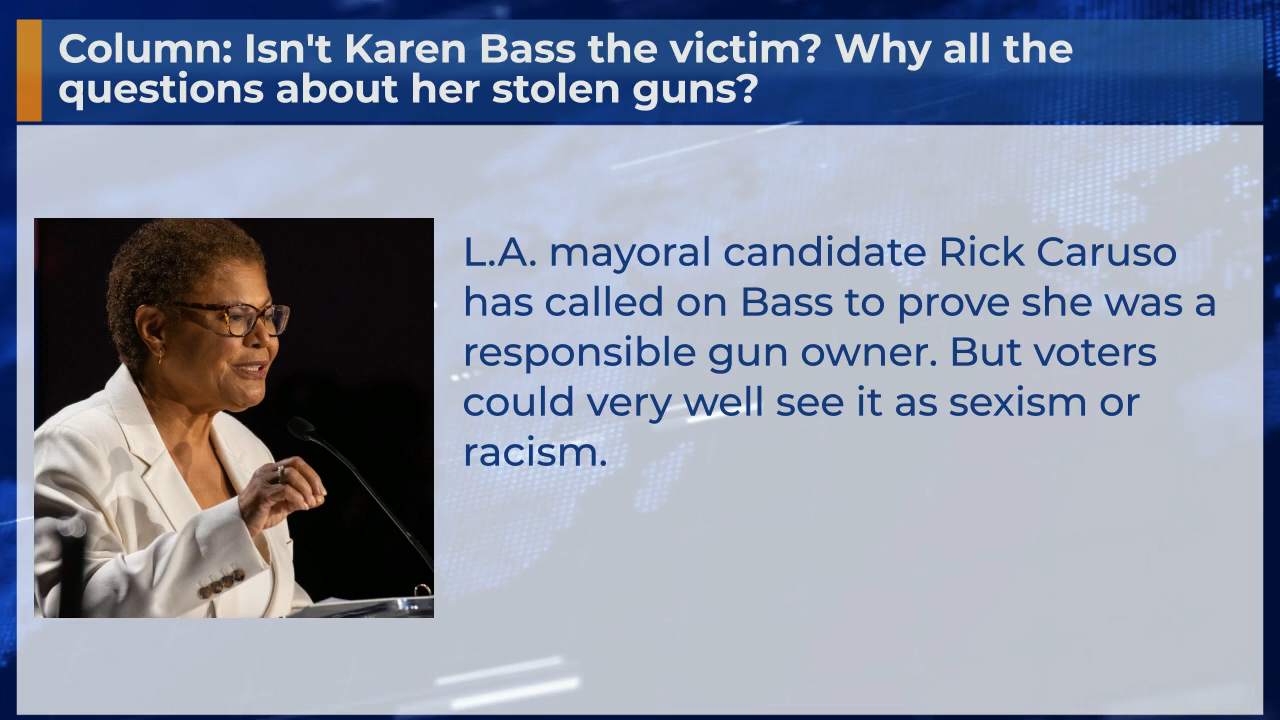 Column: Isn't Karen Bass the victim? Why all the
questions about her stolen guns?
L.A. mayoral candidate Rick Caruso
has called on Bass to prove she was a
responsible gun owner. But voters
could very well see it as sexism or
racism.